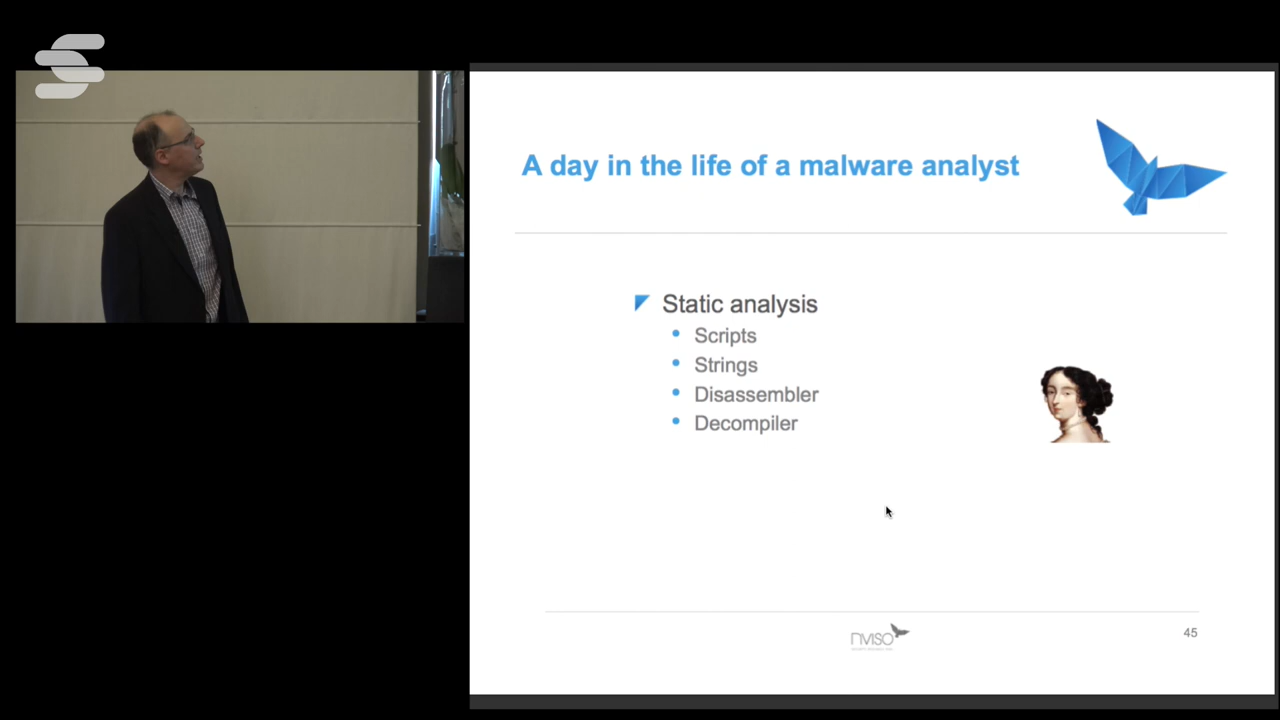 A day in the life of a malware analyst
Static analysis
Scripts
Strings
Disassembler
Decompiler
NVISO
45